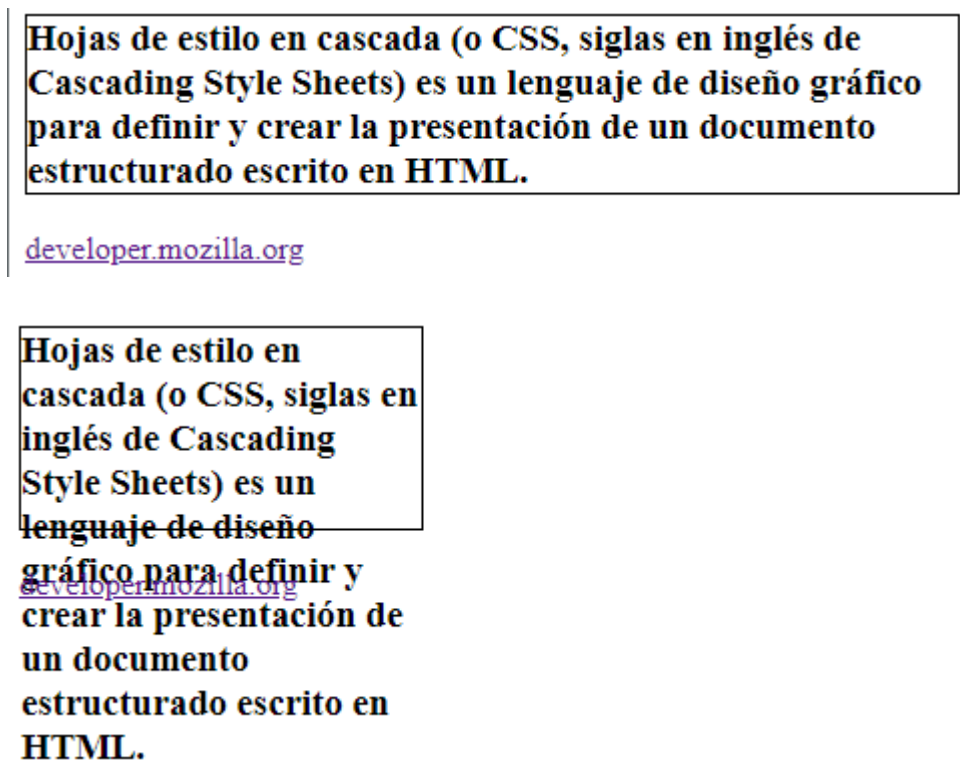 Hojas de estilo en cascada (o CSS, siglas en inglés de
Cascading Style Sheets) es un lenguaje de diseño gráfico
para definir y crear la presentación de un documento
estructurado escrito en HTML.
developer.mozilla.org
Hojas de estilo en
cascada (o CSS, siglas en
inglés de Cascading
Style Sheets) es un
lenguaje de diseño
gráfico para definir y
developer.mozilla.org
crear la presentación de
un documento
estructurado escrito en
HTML.